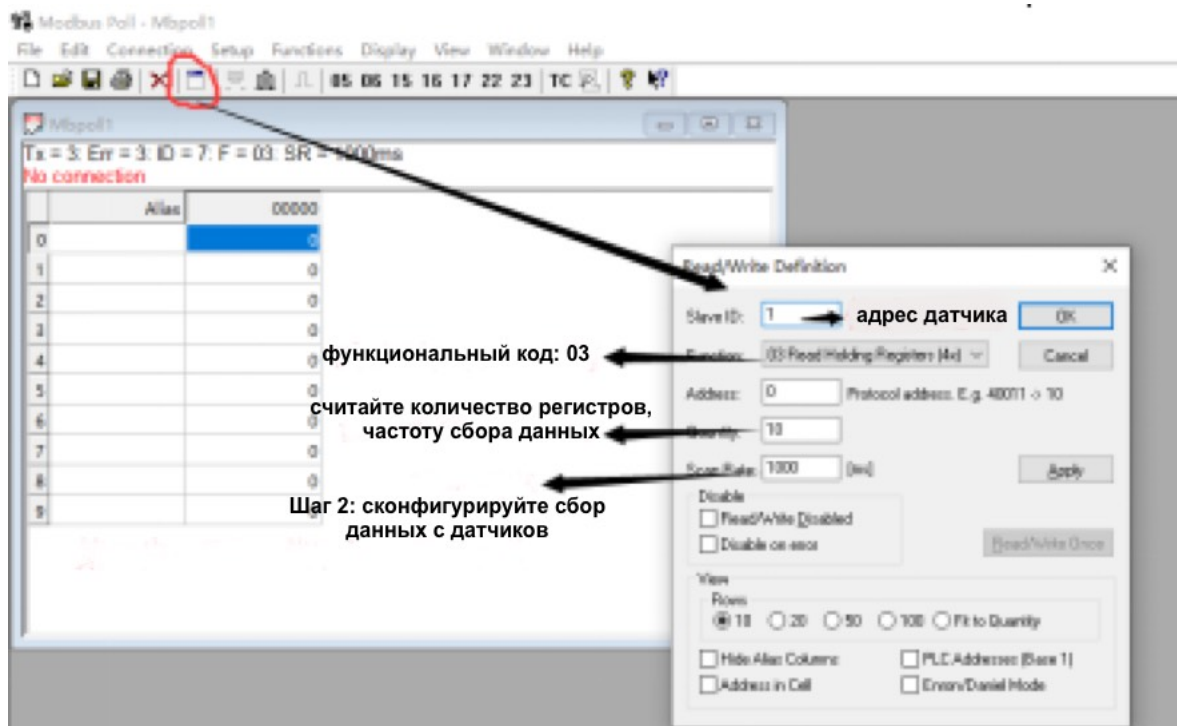 Modbus Poll - Mbpoll1
File Edit Connection Setup Functions Display View Window Help
05 06 15 16 17 22 23 TC
Mbpoll1
Tx = 3: Err = 3: ID = 7: F = 03: SR = 1000ms
No connection
Alias 00000
0 0
1 0
2 0
3 0
4 0
5 0
6 0
7 0
8 0
9
Read/Write Definition
Slave ID: 1 адрес датчика OK
функциональный код: 03
Function: 03 Read Holding Registers (4x) Cancel
Address: 0 Protocol address. E.g. 40011 -> 10
считайте количество регистров,
частоту сбора данных
Quantity: 10
Scan Rate: 1000 [ms] Apply
Шаг 2: сконфигурируйте сбор
данных с датчиков
Disable
Read/Write Disabled
Disable on error
Read/Write Once
View
Rows
10 20 50 100 Fit to Quantity
Hide Alias Columns PLC Addresses (Base 1)
Address in Cell Enron/Daniel Mode